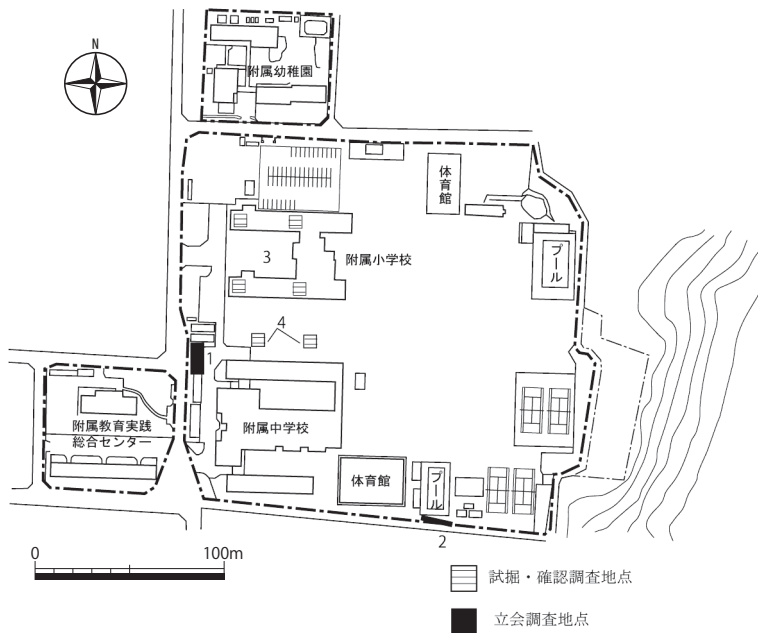 N
附属幼稚園
体育館
プール
3
附属小学校
4
1
附属教育実践
総合センター
附属中学校
体育館
プール
2
0
100m
試掘・確認調査地点
立会調査地点